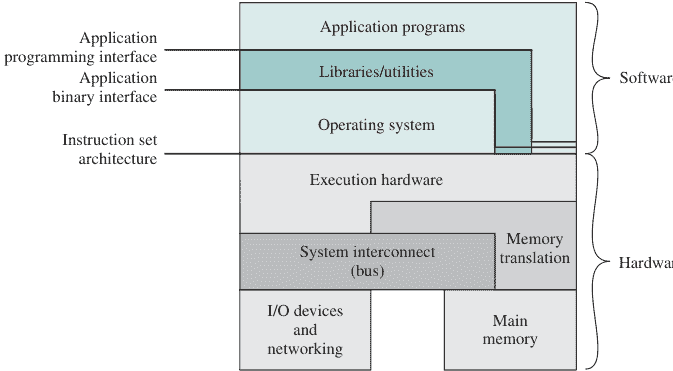 Application
programming interface
Application
binary interface
Instruction set
architecture
Application programs
Libraries/utilities
Operating system
Execution hardware
Memory
translation
System interconnect
(bus)
I/O devices
and
networking
Main
memory
Softwar
Hardwar